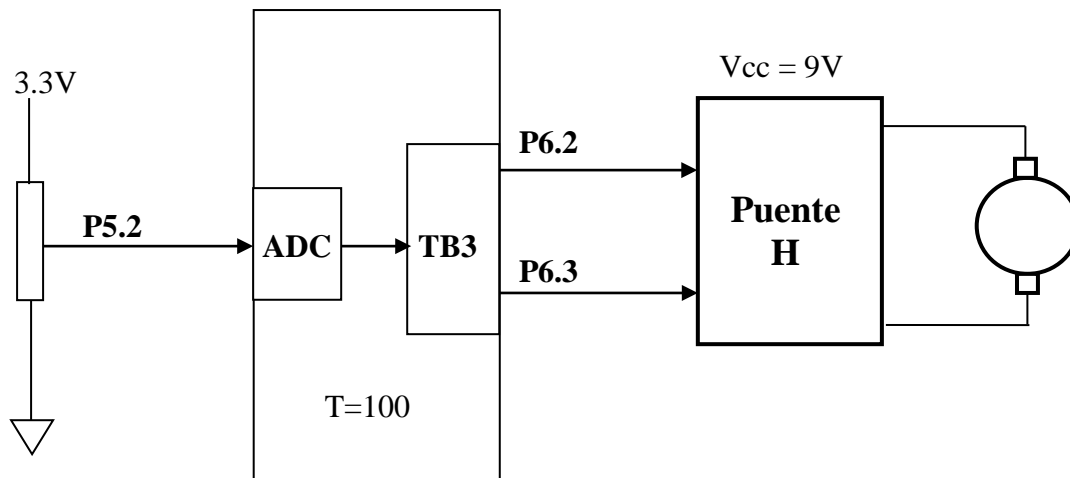 3.3V
Vcc = 9V
P6.2
P5.2
ADC
TB3
Puente
H
P6.3
T=100